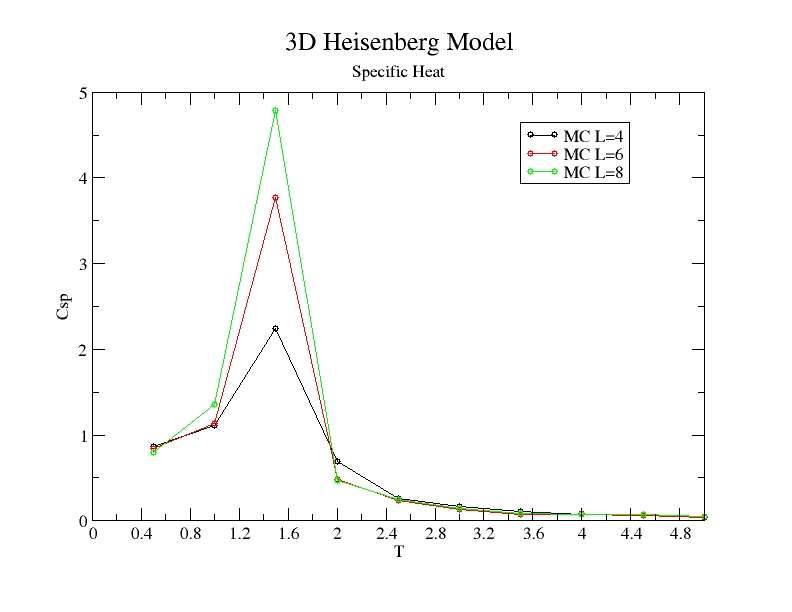 3D Heisenberg Model
Specific Heat
MC L=4
MC L=6
MC L=8
5
4
3
2
1
0
Csp
0 0.4 0.8 1.2 1.6 2 2.4 2.8 3.2 3.6 4 4.4 4.8
T